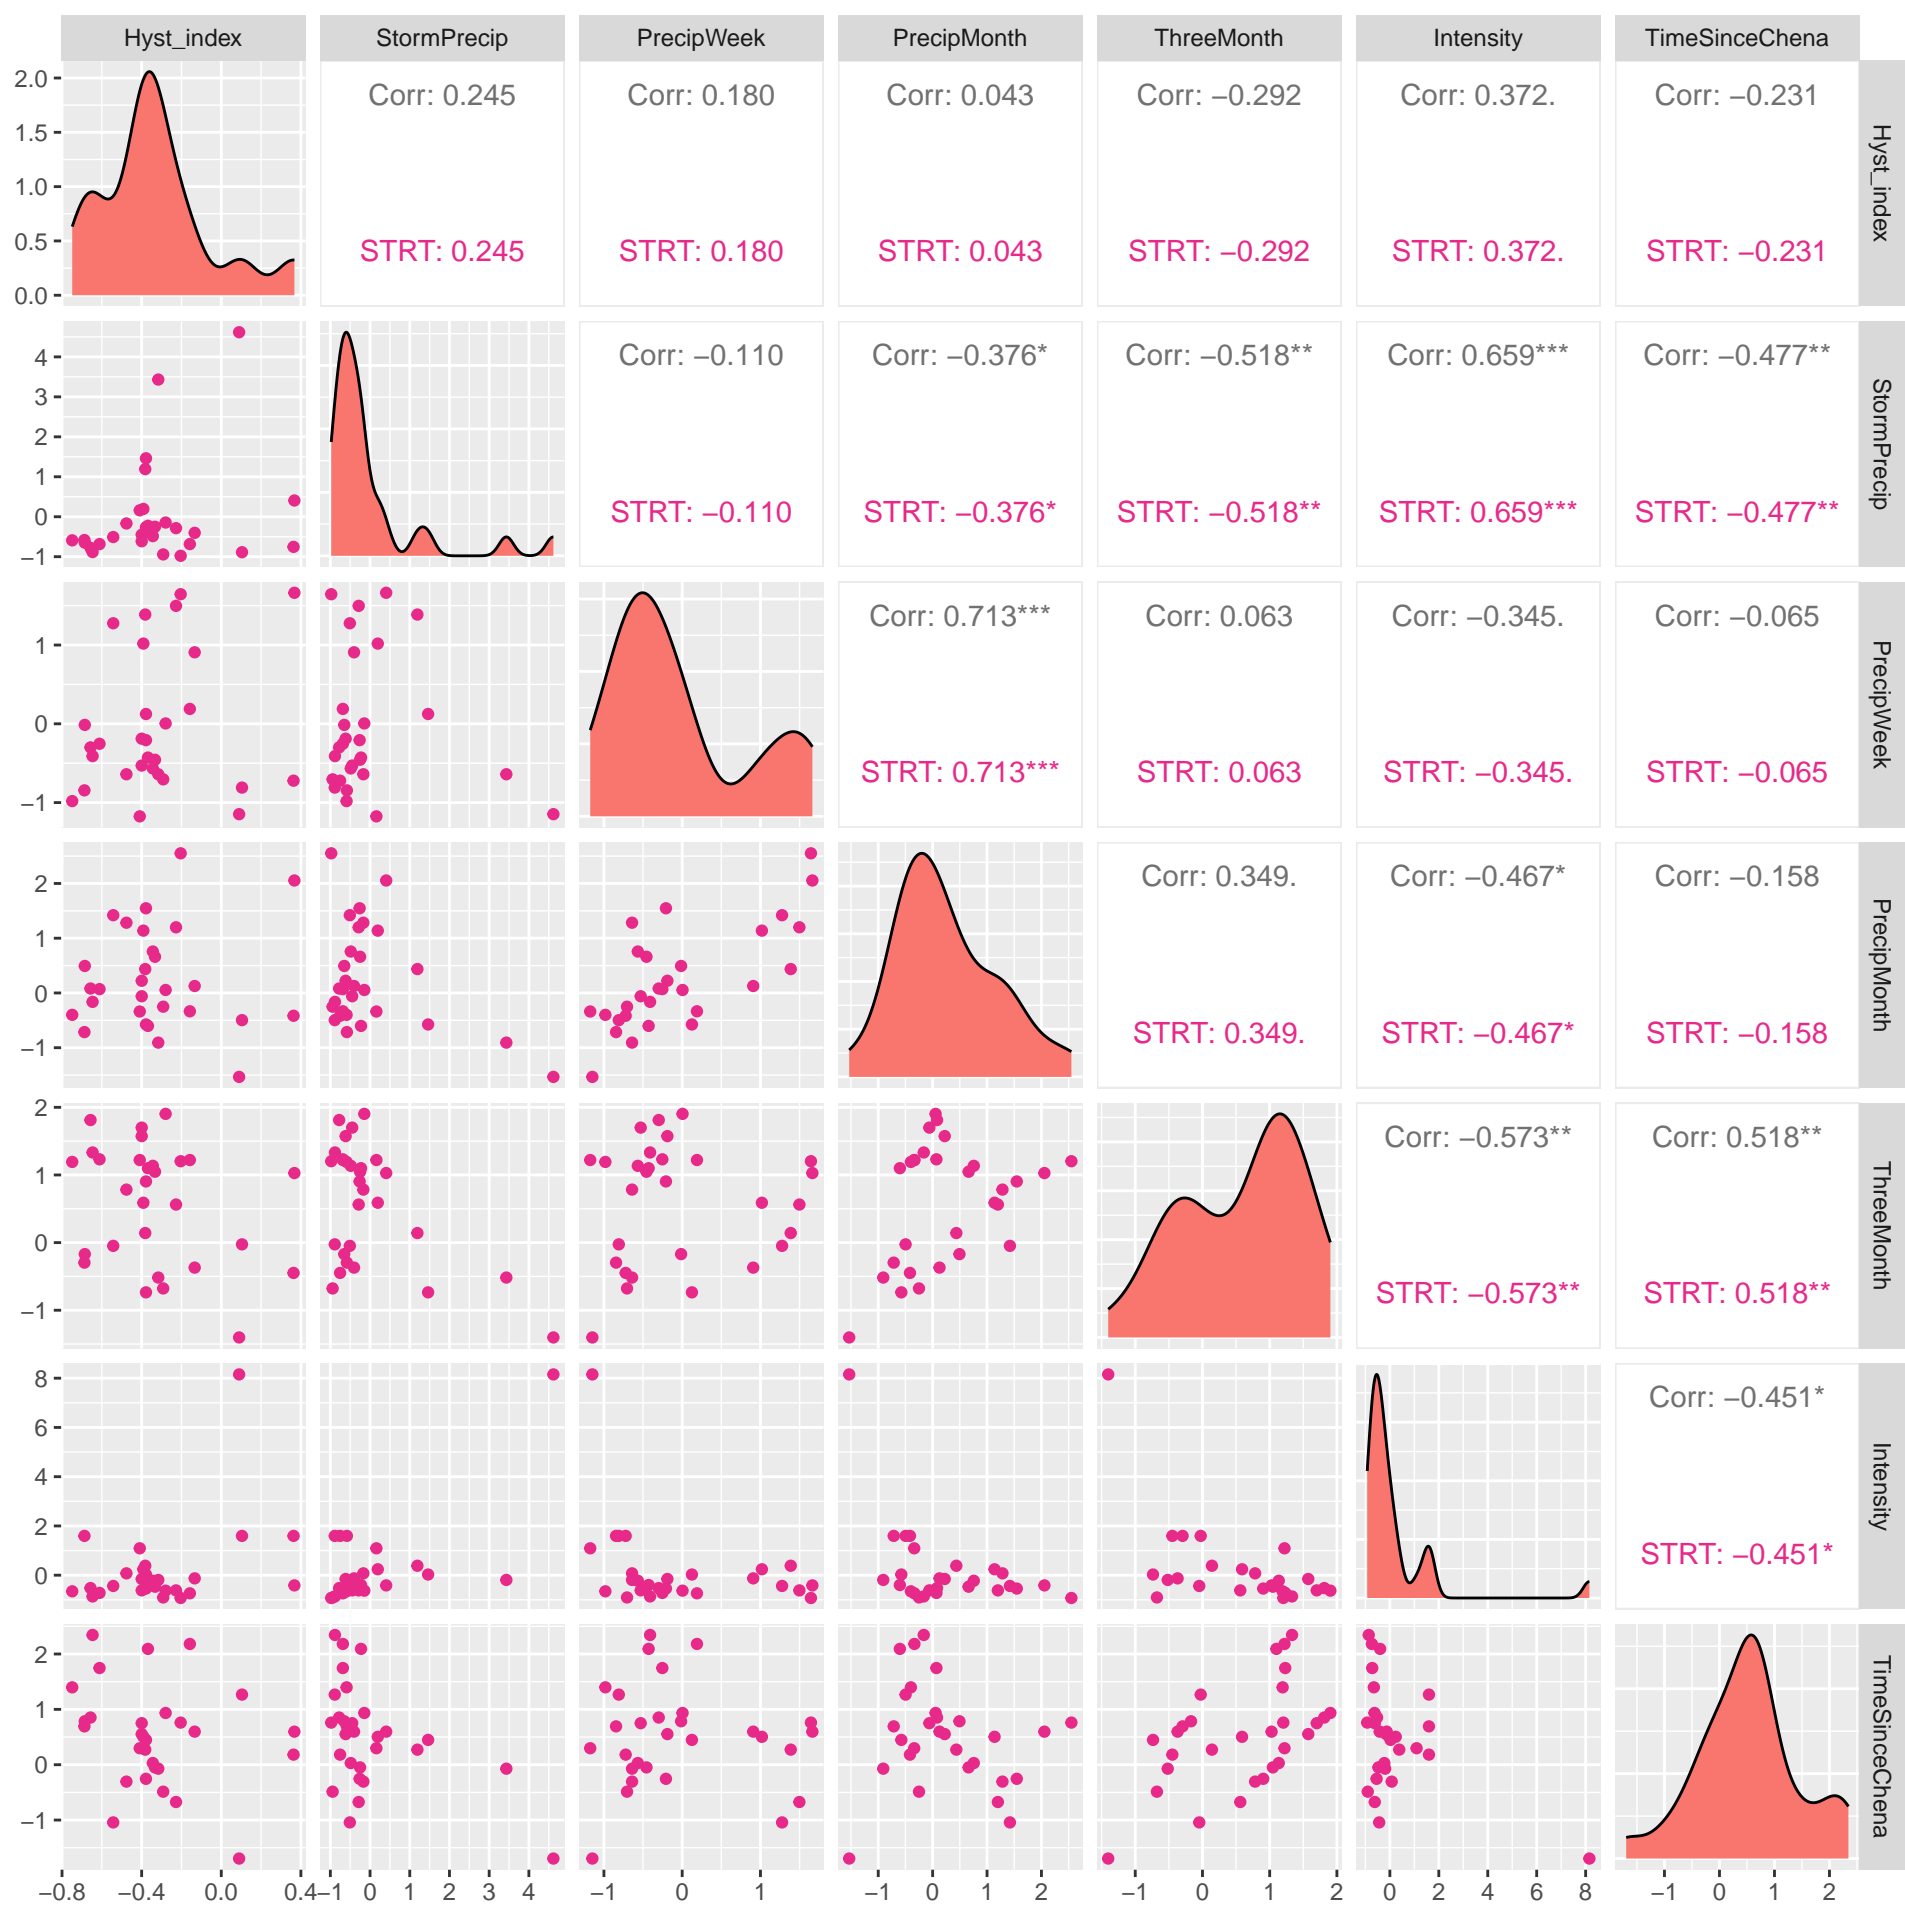 Hyst_index StormPrecip PrecipWeek PrecipMonth ThreeMonth Intensity TimeSinceChena
2.0
1.5
1.0
0.5
0.0
Corr: 0.245 Corr: 0.180 Corr: 0.043 Corr: −0.292 Corr: 0.372. Corr: −0.231
STRT: 0.245 STRT: 0.180 STRT: 0.043 STRT: −0.292 STRT: 0.372. STRT: −0.231
Hyst_index
4
3
2
1
0
−1
Corr: −0.110 Corr: −0.376* Corr: −0.518** Corr: 0.659*** Corr: −0.477**
STRT: −0.110 STRT: −0.376* STRT: −0.518** STRT: 0.659*** STRT: −0.477**
StormPrecip
1
0
−1
Corr: 0.713*** Corr: 0.063 Corr: −0.345. Corr: −0.065
STRT: 0.713*** STRT: 0.063 STRT: −0.345. STRT: −0.065
PrecipWeek
2
1
0
−1
Corr: 0.349. Corr: −0.467* Corr: −0.158
STRT: 0.349. STRT: −0.467* STRT: −0.158
PrecipMonth
2
1
0
−1
Corr: −0.573** Corr: 0.518**
STRT: −0.573** STRT: 0.518**
ThreeMonth
8
6
4
2
0
Corr: −0.451*
STRT: −0.451*
Intensity
2
1
0
−1
TimeSinceChena
−0.8 −0.4 0.0 0.4 −1 0 1 2 3 4 −1 0 1 −1 0 1 2 −1 0 1 2 0 2 4 6 8 −1 0 1 2